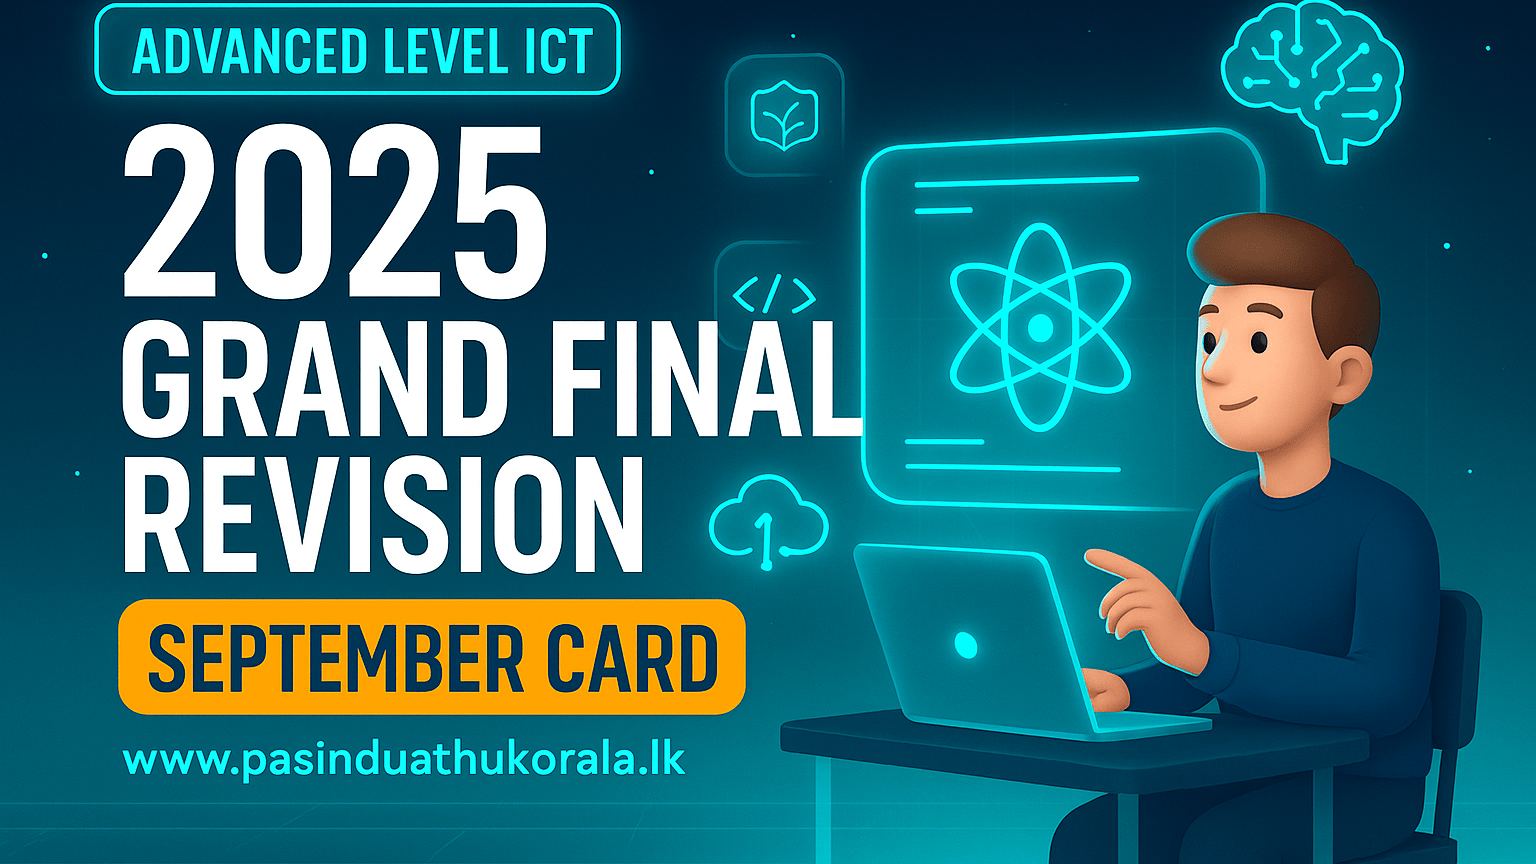 ADVANCED LEVEL ICT
2025
GRAND FINAL
REVISION
SEPTEMBER CARD
www.pasinduathukorala.lk